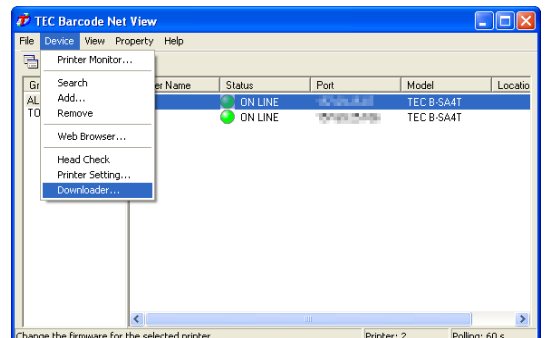 TEC Barcode Net View
File Device View Property Help
Printer Monitor...
Search
Add...
Remove
Web Browser...
Head Check
Printer Setting...
Downloader...
Gr er Name Status Port Model Locatio
AL ON LINE TEC B-SA4T
TO ON LINE TEC B-SA4T
Change the firmware for the selected printer Printer: 2 Polling: 60 s